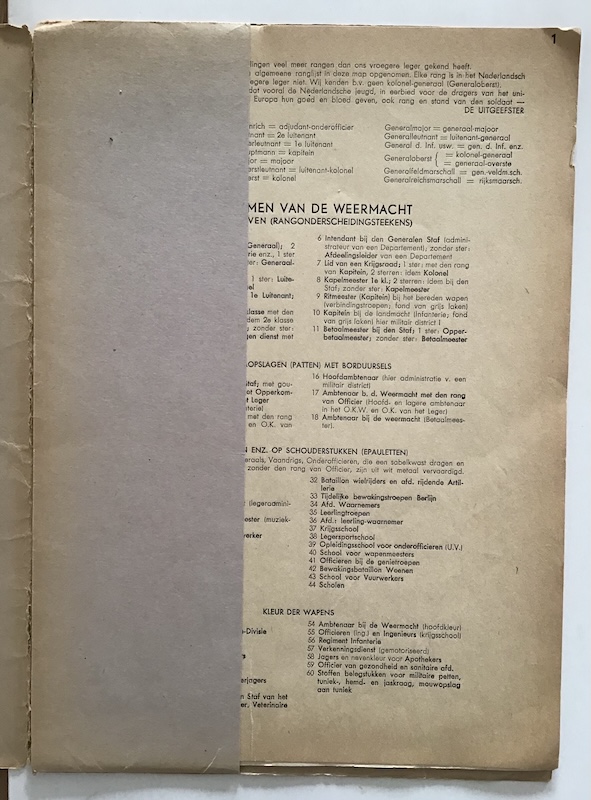 1
lingen veel meer rangen dan ons vroegere leger gekend heeft.
algemeene ranglijst in deze map opgenomen. Elke rang is in het Nederlandsch
egere leger niet. Wij kenden b.v. geen kolonel-generaal (Generaloberst).
dat vooral de Nederlandsche jeugd, in eerbied voor de dragers van het uni-
Europa hun goed en bloed geven, ook rang en stand van den soldaat —
DE UITGEEFSTER
nrich = adjudant-onderofficier
tnant = 2e luitenant
erleutnant = 1e luitenant
uptmann = kapitein
jor = majoor
erstleutnant = luitenant-kolonel
erst = kolonel
Generalmajor = generaal-majoor
Generalleutnant = luitenant-generaal
General d. Inf. usw. = gen. d. Inf. enz.
Generaloberst { = kolonel-generaal
= generaal-overste
Generalfeldmarschall = gen.-veldm.sch.
Generalreichsmarschall = rijksmaarsch.
MEN VAN DE WEERMACHT
VEN (RANGONDERSCHEIDINGSTEEKENS)
Generaal); 2
rie enz., 1 ster
ter: Generaal-
1 ster: Luite-
el
1e Luitenant;
klasse met den
dem 2e klasse
; zonder ster:
gen dienst met
6 Intendant bij den Generalen Staf (admini-
strateur van een Departement), zonder ster:
Afdeelingsleider van een Departement
7 Lid van een Krijgsraad; 1 ster: met den rang
van Kapitein, 2 sterren: idem Kolonel
8 Kapelmeester 1e kl.; 2 sterren: idem bij den
Staf; zonder ster: Kapelmeester
9 Ritmeester (Kapitein) bij het bereden wapen
(verbindingstroepen; fond van grijs laken)
10 Kapitein bij de landmacht (Infanterie; fond
van grijs laken) hier militair district I
11 Betaalmeester bij den Staf; 1 ster: Opper-
betaalmeester; zonder ster: Betaalmeester
OPSLAGEN (PATTEN) MET BORDUURSELS
taf; met gou-
et Opperkom-
t Leger
terie)
met den rang
en O.K. van
16 Hoofdambtenaar (hier administratie v. een
militair district)
17 Ambtenaar b. d. Weermacht met den rang
van Officier (Hoofd- en lagere ambtenaar
in het O.K.W. en O.K. van het Leger)
18 Ambtenaar bij de weermacht (Betaalmees-
ter).
N ENZ. OP SCHOUDERSTUKKEN (EPAULETTEN)
eraals, Vaandrigs, Onderofficieren, die een sabelkwast dragen en
zonder den rang van Officier, zijn uit wit metaal vervaardigd.
(legeradmini-
ester (muziek-
werker
32 Bataillon wielrijders en afd. rijdende Artil-
lerie
33 Tijdelijke bewakingstroepen Berlijn
34 Afd. Waarnemers
35 Leerlingtroepen
36 Afd.: leerling-waarnemer
37 Krijgsschool
38 Legersportschool
39 Opleidingsschool voor onderofficieren (U.V.)
40 School voor wapenmeesters
41 Officieren bij de genietroepen
42 Bewakingsbataillon Weenen
43 School voor Vuurwerkers
44 Scholen
KLEUR DER WAPENS
-Divisie
s
erjagers
n Staf van het
er, Veterinaire
54 Ambtenaar bij de Weermacht (hoofdkleur)
55 Officieren (ing.) en Ingenieurs (krijgsschool)
56 Regiment Infanterie
57 Verkenningsdienst (gemotoriseerd)
58 Jagers en nevenkleur voor Apothekers
59 Officier van gezondheid en sanitaire afd.
60 Stoffen belegstukken voor militaire petten,
tuniek-, hemd- en jaskraag, mouwopslag
aan tuniek